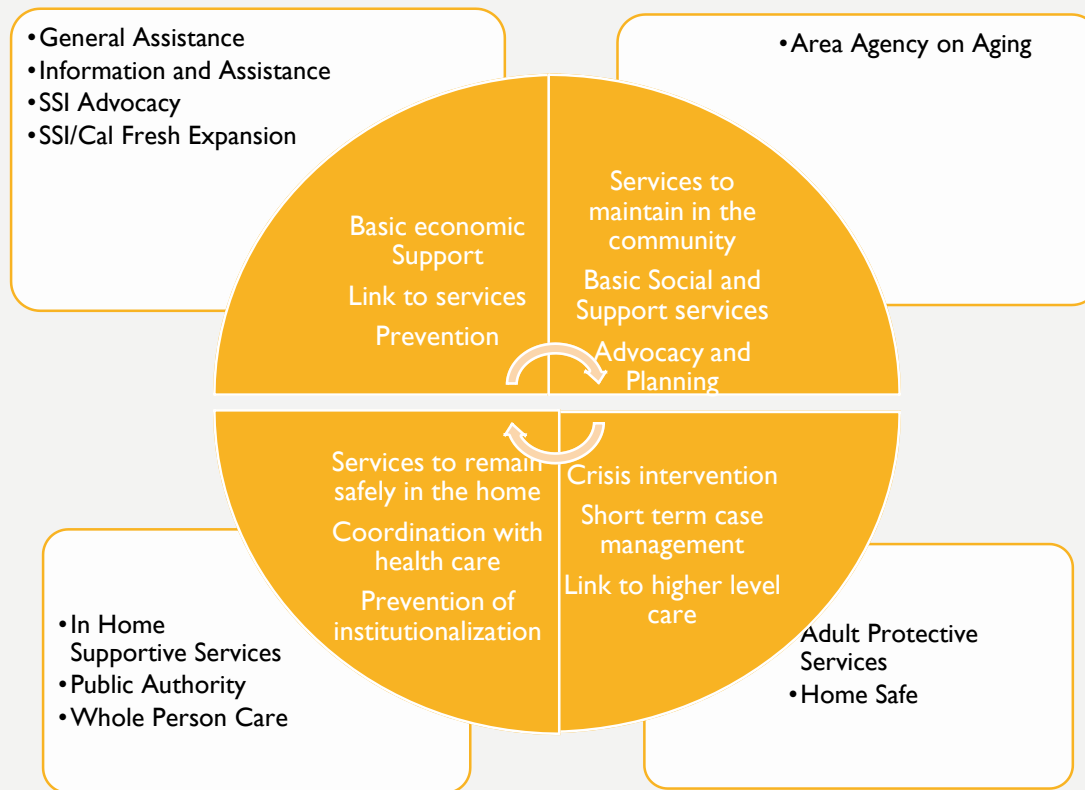 •General Assistance
•Information and Assistance
•SSI Advocacy
•SSI/Cal Fresh Expansion
•Area Agency on Aging
Basic economic
Support
Link to services
Prevention
Services to
maintain in the
community
Basic Social and
Support services
Advocacy and
Planning
Services to remain
safely in the home
Coordination with
health care
Prevention of
institutionalization
Crisis intervention
Short term case
management
Link to higher level
care
•In Home
Supportive Services
•Public Authority
•Whole Person Care
Adult Protective
Services
•Home Safe